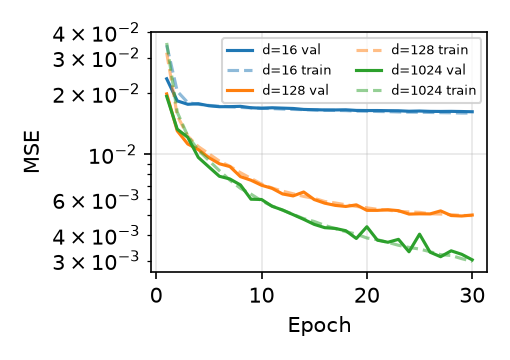 4 × 10⁻²
3 × 10⁻²
2 × 10⁻²
10⁻²
6 × 10⁻³
4 × 10⁻³
3 × 10⁻³
MSE
d=16 val
d=16 train
d=128 val
d=128 train
d=1024 val
d=1024 train
0 10 20 30
Epoch